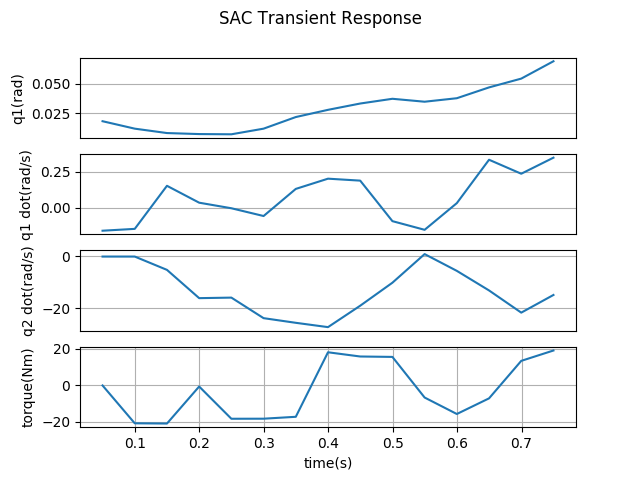 SAC Transient Response
q1(rad)
0.050
0.025
q1 dot(rad/s)
0.25
0.00
q2 dot(rad/s)
0
−20
torque(Nm)
20
0
−20
0.1 0.2 0.3 0.4 0.5 0.6 0.7
time(s)